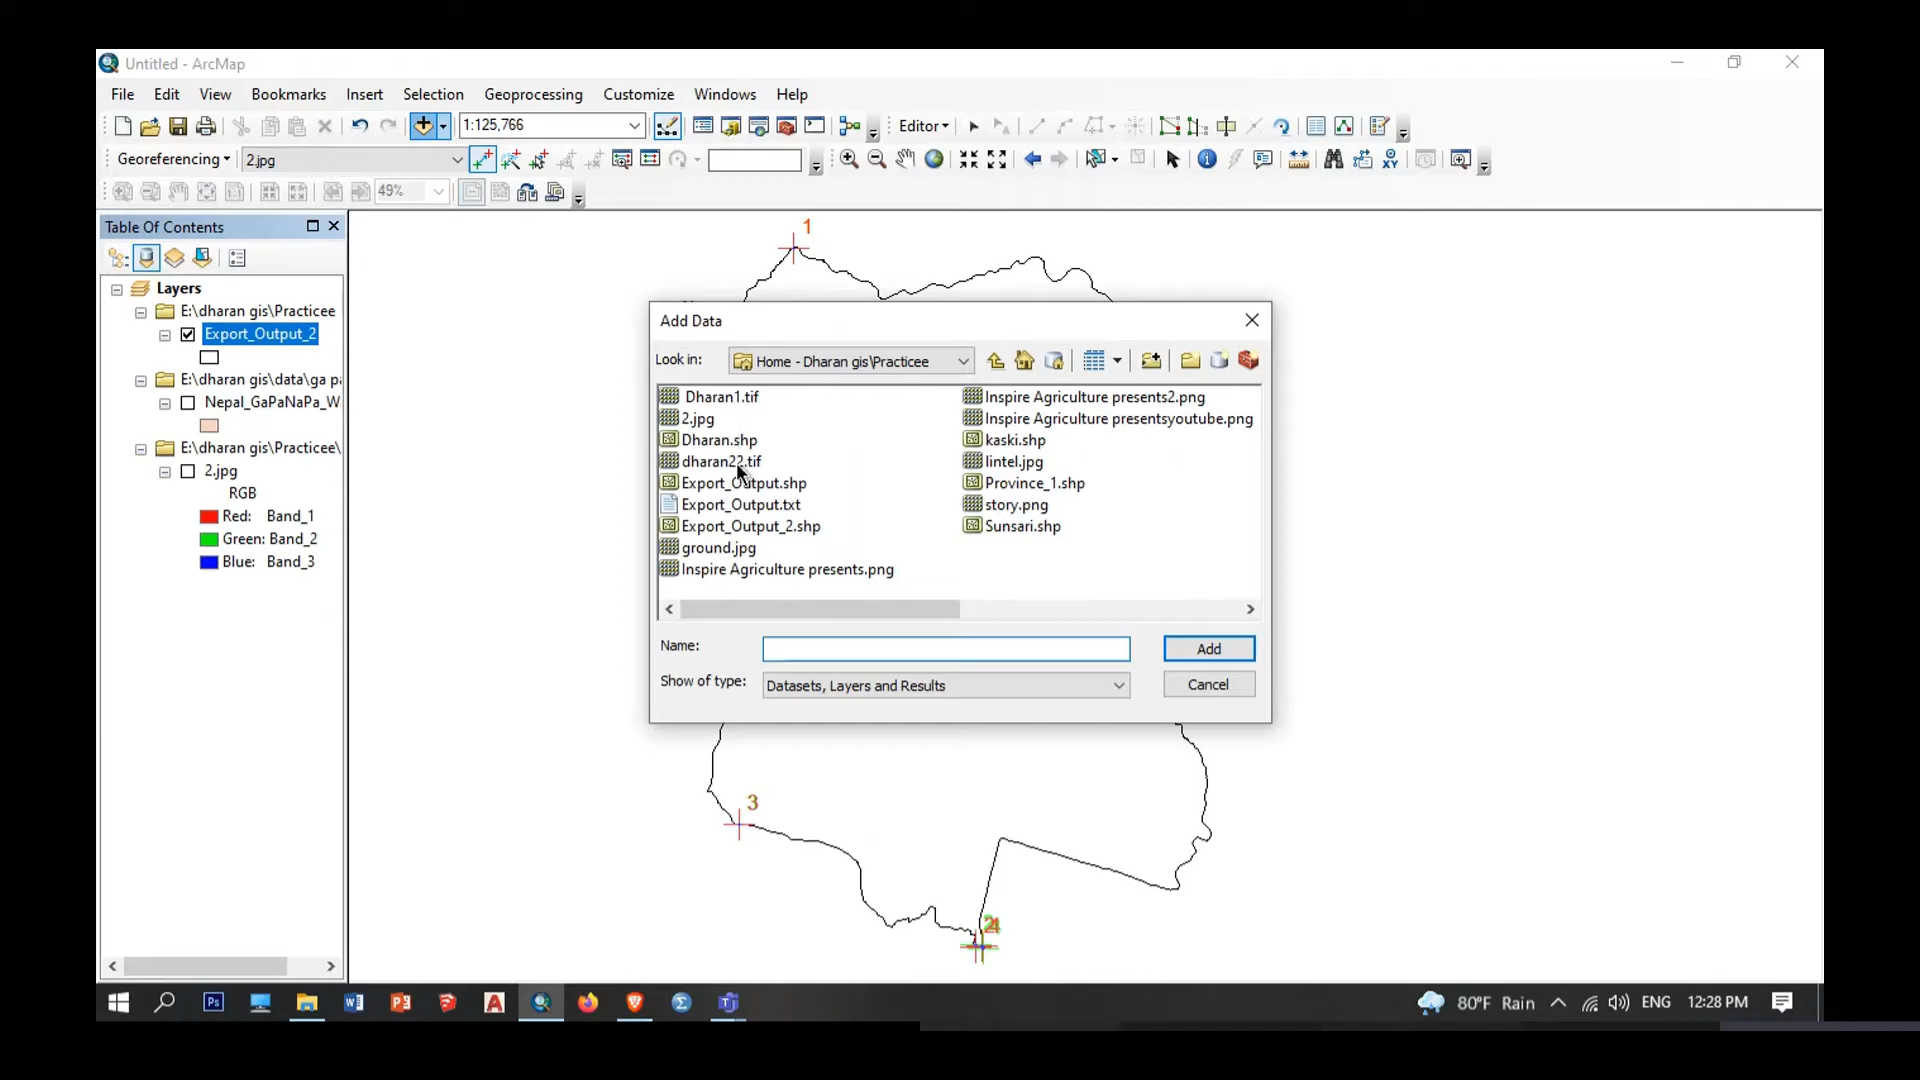 Untitled - ArcMap
File Edit View Bookmarks Insert Selection Geoprocessing Customize Windows Help
1:125,766
Editor
Georeferencing
2.jpg
49%
Table Of Contents
Layers
E:\dharan gis\Practicee
Export_Output_2
E:\dharan gis\data\ga pa
Nepal_GaPaNaPa_W
E:\dharan gis\Practicee\
2.jpg
RGB
Red: Band_1
Green: Band_2
Blue: Band_3
1
3
Add Data
Look in:
Home - Dharan gis\Practicee
Dharan1.tif
2.jpg
Dharan.shp
dharan22.tif
Export_Output.shp
Export_Output.txt
Export_Output_2.shp
ground.jpg
Inspire Agriculture presents.png
Inspire Agriculture presents2.png
Inspire Agriculture presentsyoutube.png
kaski.shp
lintel.jpg
Province_1.shp
story.png
Sunsari.shp
Name:
Add
Show of type:
Datasets, Layers and Results
Cancel
80°F Rain
ENG
12:28 PM